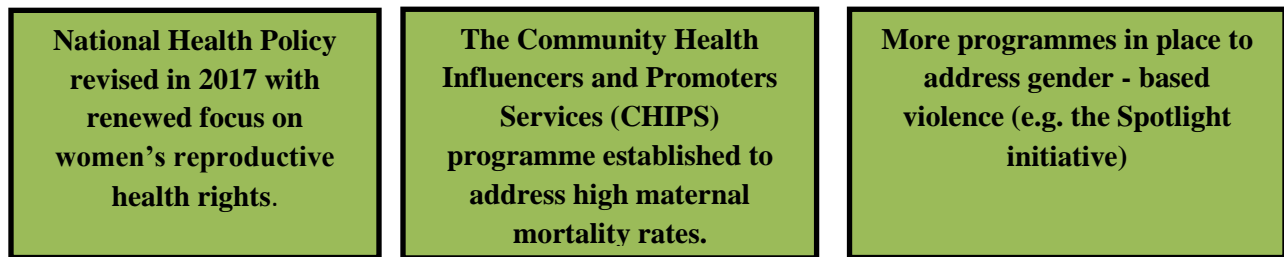 National Health Policy
revised in 2017 with
renewed focus on
women’s reproductive
health rights.
The Community Health
Influencers and Promoters
Services (CHIPS)
programme established to
address high maternal
mortality rates.
More programmes in place to
address gender - based
violence (e.g. the Spotlight
initiative)